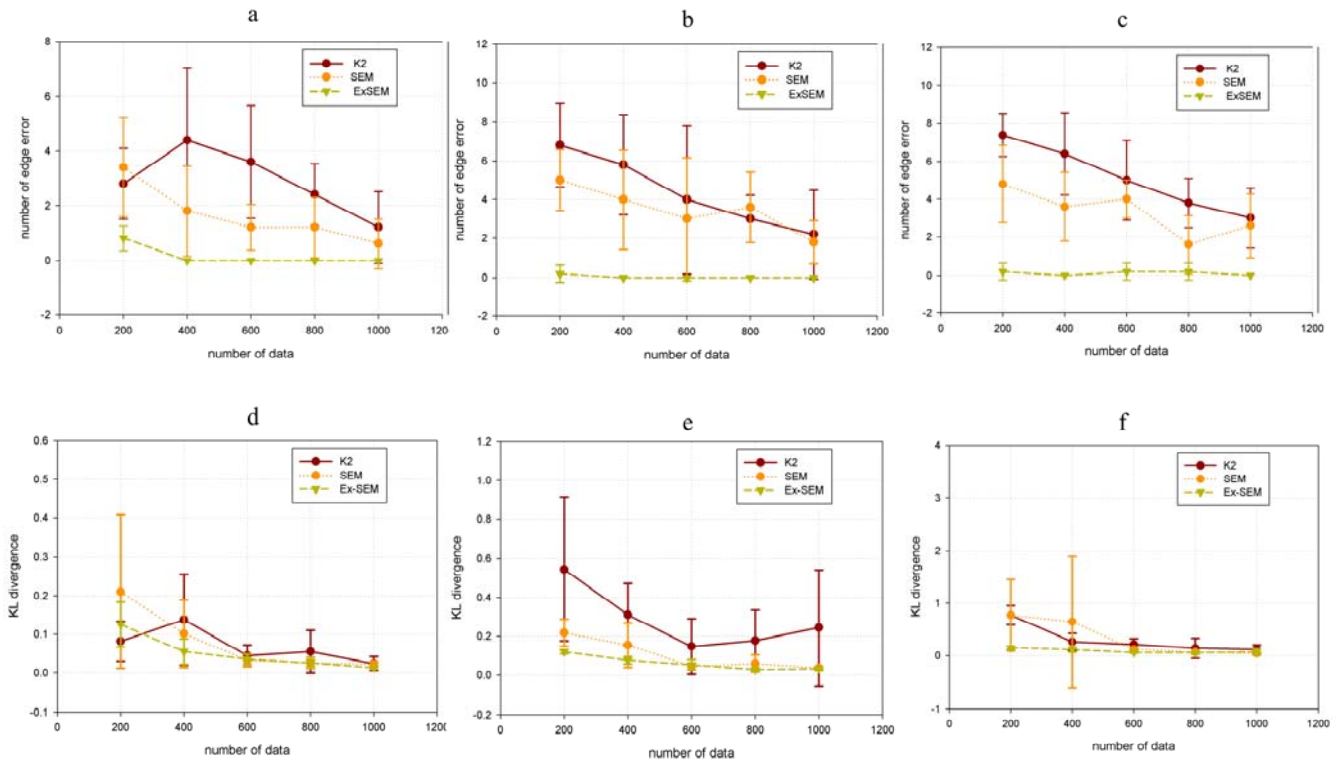 a
8
6
4
2
0
-2
number of edge error
K2
SEM
ExSEM
0 200 400 600 800 1000 120
number of data
b
12
10
8
6
4
2
0
-2
number of edge error
K2
SEM
ExSEM
0 200 400 600 800 1000 1200
number of data
c
12
10
8
6
4
2
0
-2
number of edge error
K2
SEM
ExSEM
0 200 400 600 800 1000 1200
number of data
d
0.6
0.5
0.4
0.3
0.2
0.1
0.0
-0.1
KL divergence
K2
SEM
Ex-SEM
0 200 400 600 800 1000 1200
number of data
e
1.2
1.0
0.8
0.6
0.4
0.2
0.0
-0.2
KL divergence
K2
SEM
Ex-SEM
0 200 400 600 800 1000 1200
number of data
f
4
3
2
1
0
-1
KL divergence
K2
SEM
Ex-SEM
0 200 400 600 800 1000 1200
number of data